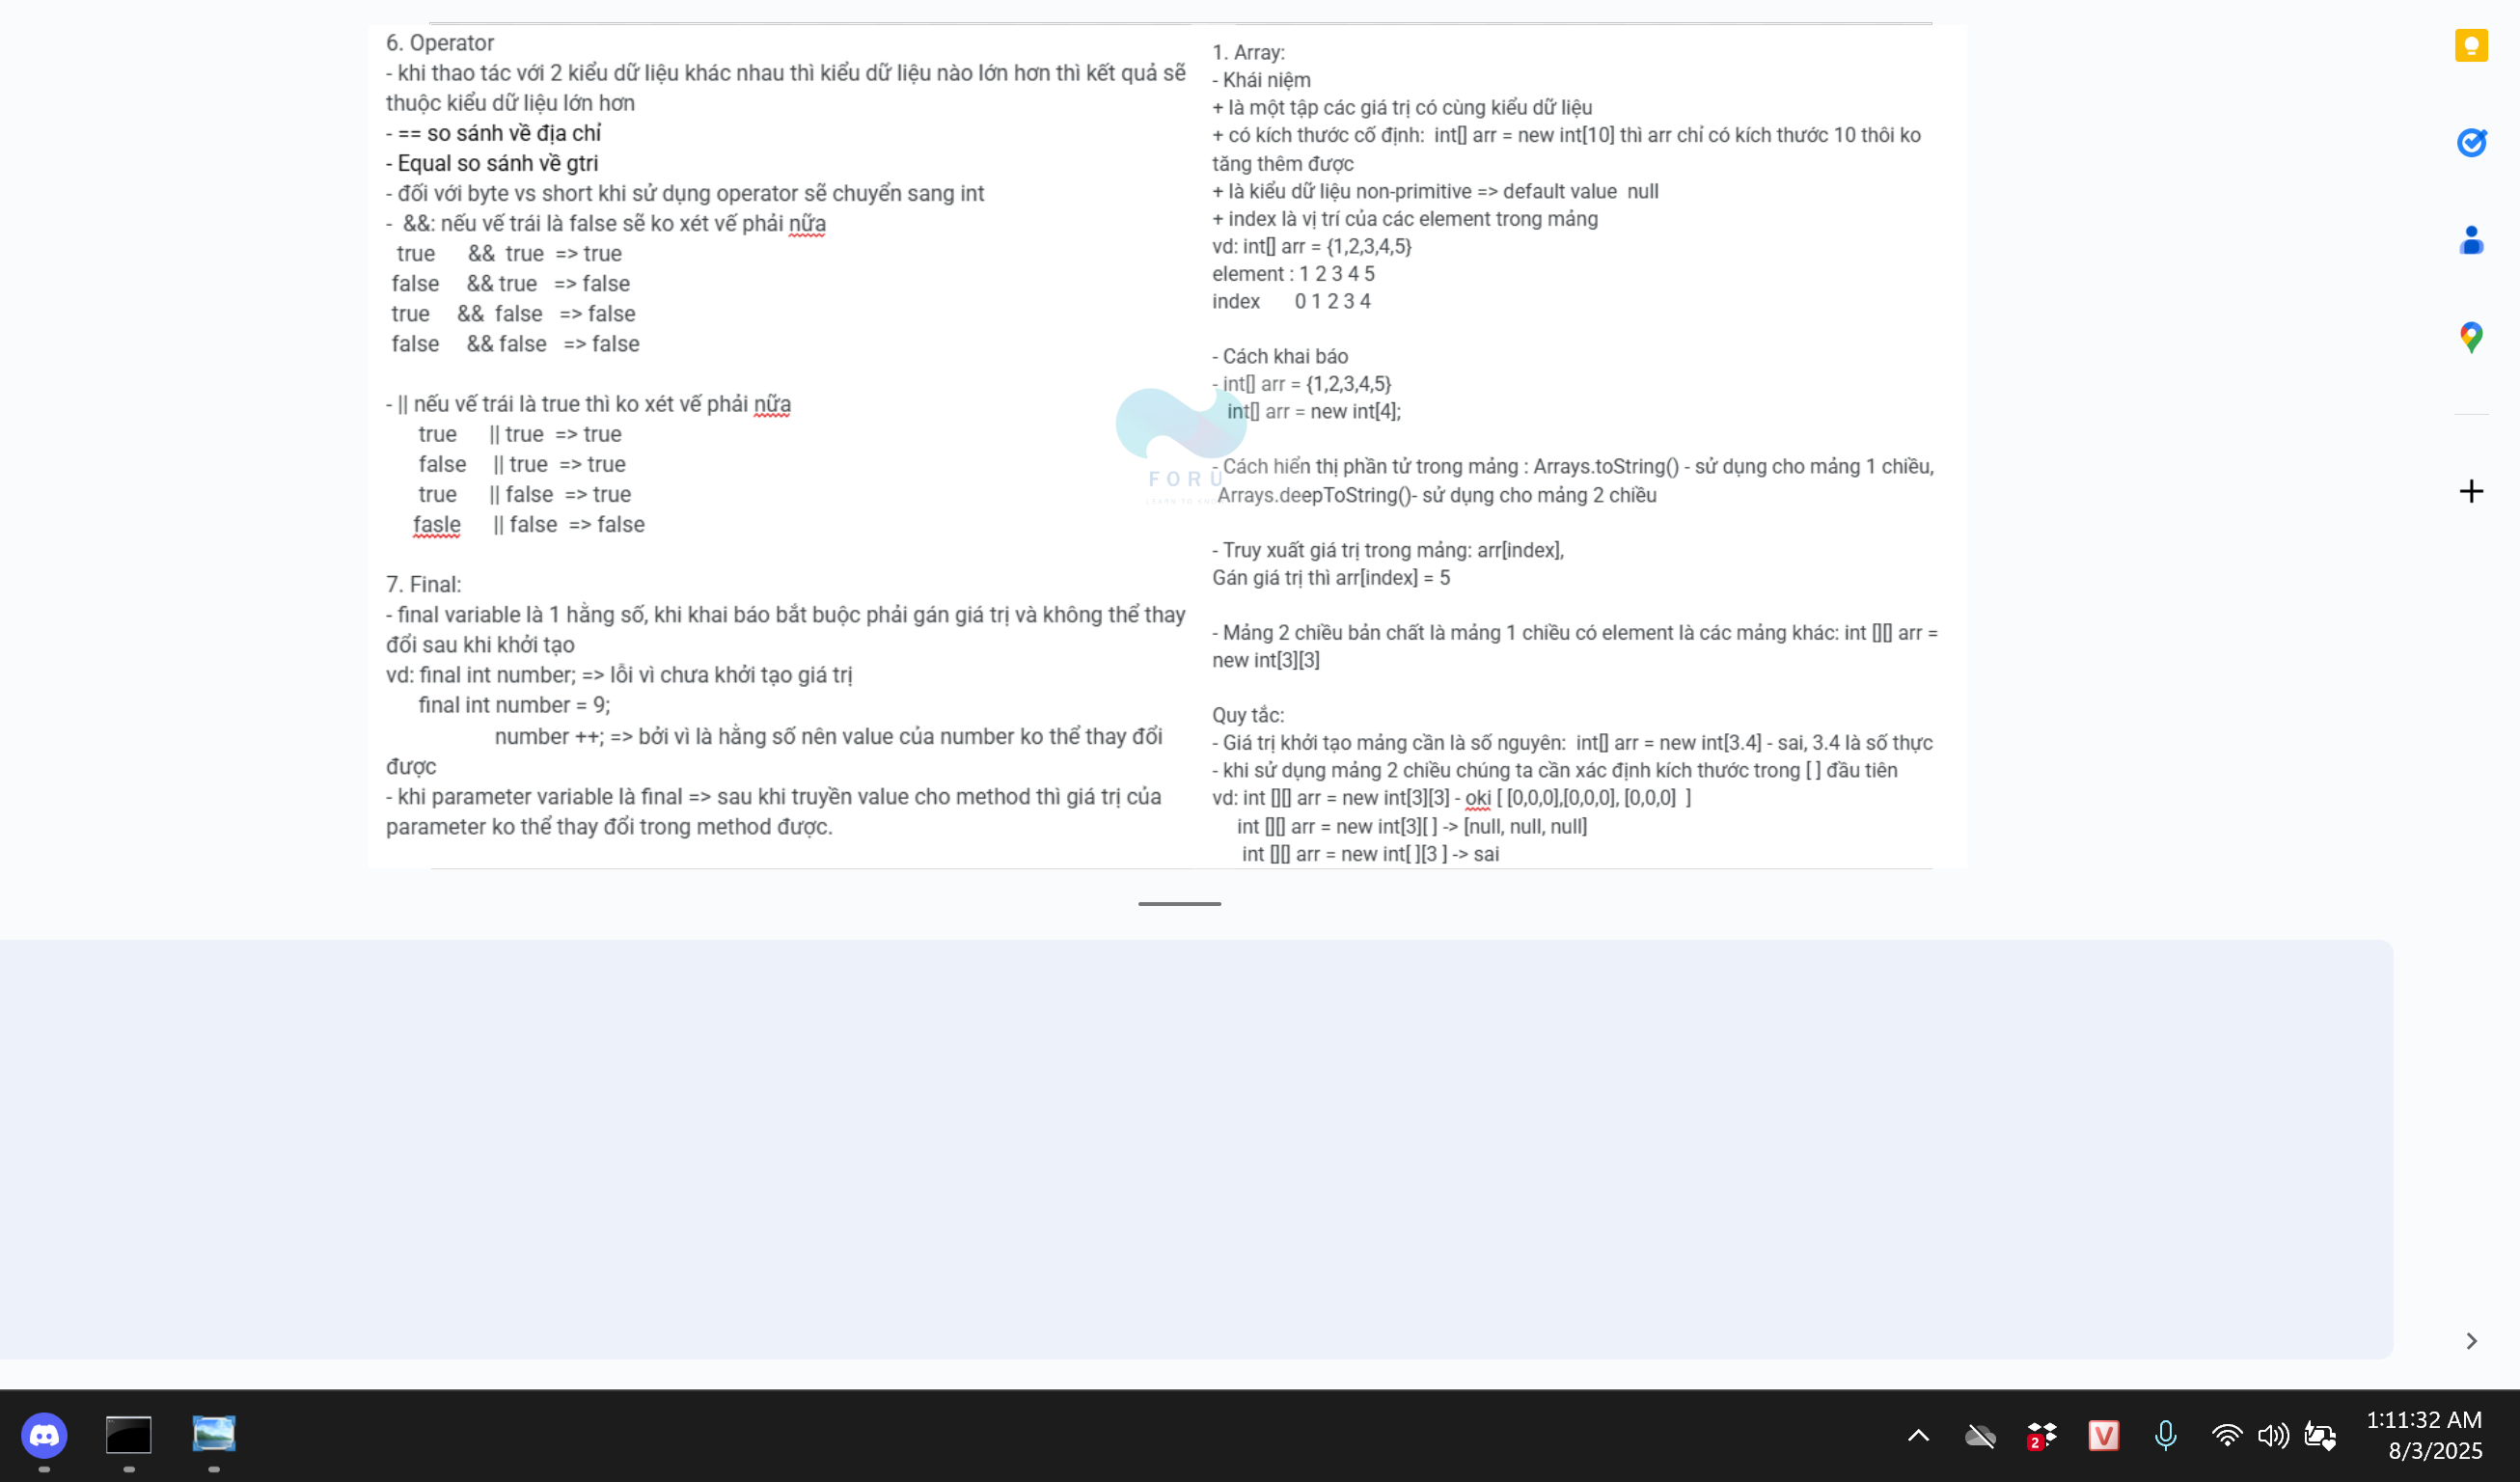 6. Operator
- khi thao tác với 2 kiểu dữ liệu khác nhau thì kiểu dữ liệu nào lớn hơn thì kết quả sẽ
thuộc kiểu dữ liệu lớn hơn
- == so sánh về địa chỉ
- Equal so sánh về gtri
- đối với byte vs short khi sử dụng operator sẽ chuyển sang int
- &&: nếu vế trái là false sẽ ko xét vế phải nữa
true && true => true
false && true => false
true && false => false
false && false => false
- || nếu vế trái là true thì ko xét vế phải nữa
true || true => true
false || true => true
true || false => true
fasle || false => false
7. Final:
- final variable là 1 hằng số, khi khai báo bắt buộc phải gán giá trị và không thể thay
đổi sau khi khởi tạo
vd: final int number; => lỗi vì chưa khởi tạo giá trị
final int number = 9;
number ++; => bởi vì là hằng số nên value của number ko thể thay đổi
được
- khi parameter variable là final => sau khi truyền value cho method thì giá trị của
parameter ko thể thay đổi trong method được.
1. Array:
- Khái niệm
+ là một tập các giá trị có cùng kiểu dữ liệu
+ có kích thước cố định: int[] arr = new int[10] thì arr chỉ có kích thước 10 thôi ko
tăng thêm được
+ là kiểu dữ liệu non-primitive => default value null
+ index là vị trí của các element trong mảng
vd: int[] arr = {1,2,3,4,5}
element : 1 2 3 4 5
index 0 1 2 3 4
- Cách khai báo
- int[] arr = {1,2,3,4,5}
int[] arr = new int[4];
- Cách hiển thị phần tử trong mảng : Arrays.toString() - sử dụng cho mảng 1 chiều,
Arrays.deepToString()- sử dụng cho mảng 2 chiều
- Truy xuất giá trị trong mảng: arr[index],
Gán giá trị thì arr[index] = 5
- Mảng 2 chiều bản chất là mảng 1 chiều có element là các mảng khác: int [][] arr =
new int[3][3]
Quy tắc:
- Giá trị khởi tạo mảng cần là số nguyên: int[] arr = new int[3.4] - sai, 3.4 là số thực
- khi sử dụng mảng 2 chiều chúng ta cần xác định kích thước trong [ ] đầu tiên
vd: int [][] arr = new int[3][3] - oki [ [0,0,0],[0,0,0], [0,0,0] ]
int [][] arr = new int[3][ ] -> [null, null, null]
int [][] arr = new int[ ][3 ] -> sai
FORU
2
V
1:11:32 AM
8/3/2025